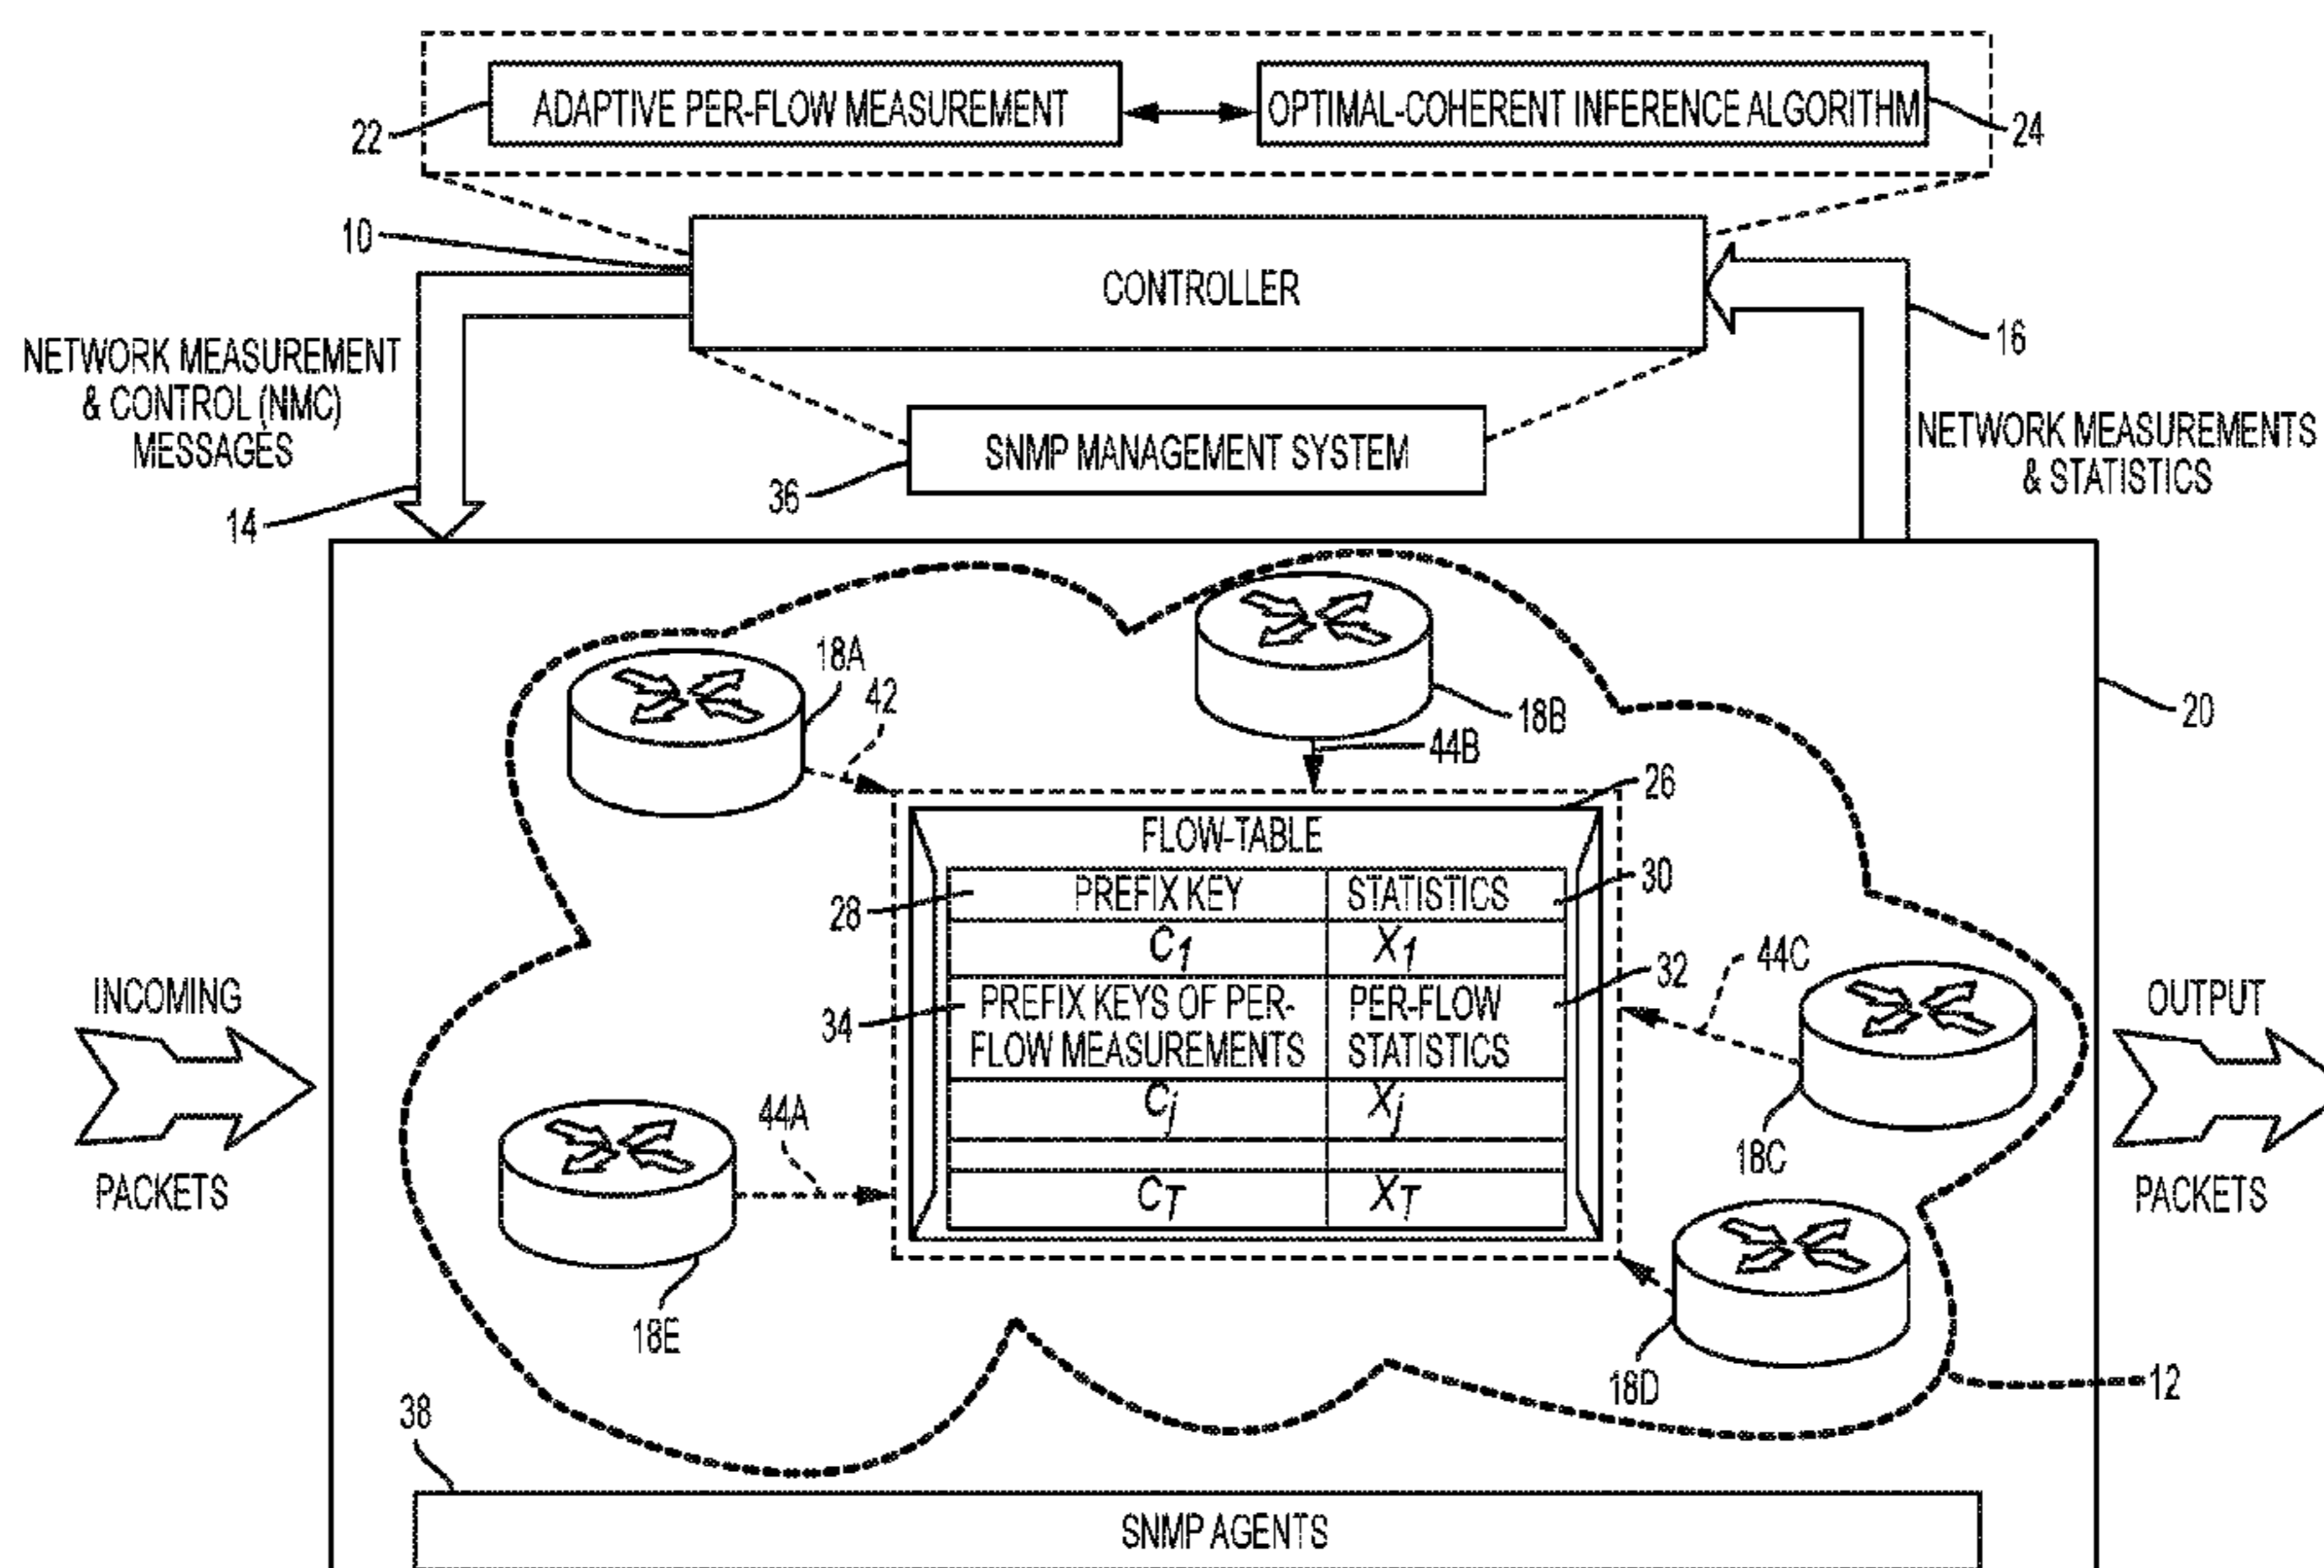 ADAPTIVE PER-FLOW MEASUREMENT
OPTIMAL-COHERENT INFERENCE ALGORITHM
22
24
10
CONTROLLER
16
NETWORK MEASUREMENT
& CONTROL (NMC)
MESSAGES
14
SNMP MANAGEMENT SYSTEM
36
NETWORK MEASUREMENTS
& STATISTICS
18A
42
18B
44B
20
26
FLOW-TABLE
28
PREFIX KEY
STATISTICS
30
C1
X1
34
PREFIX KEYS OF PER-
FLOW MEASUREMENTS
PER-FLOW
STATISTICS
32
Cj
Xj
CT
XT
44C
18C
INCOMING
PACKETS
OUTPUT
PACKETS
44A
18E
18D
12
38
SNMP AGENTS